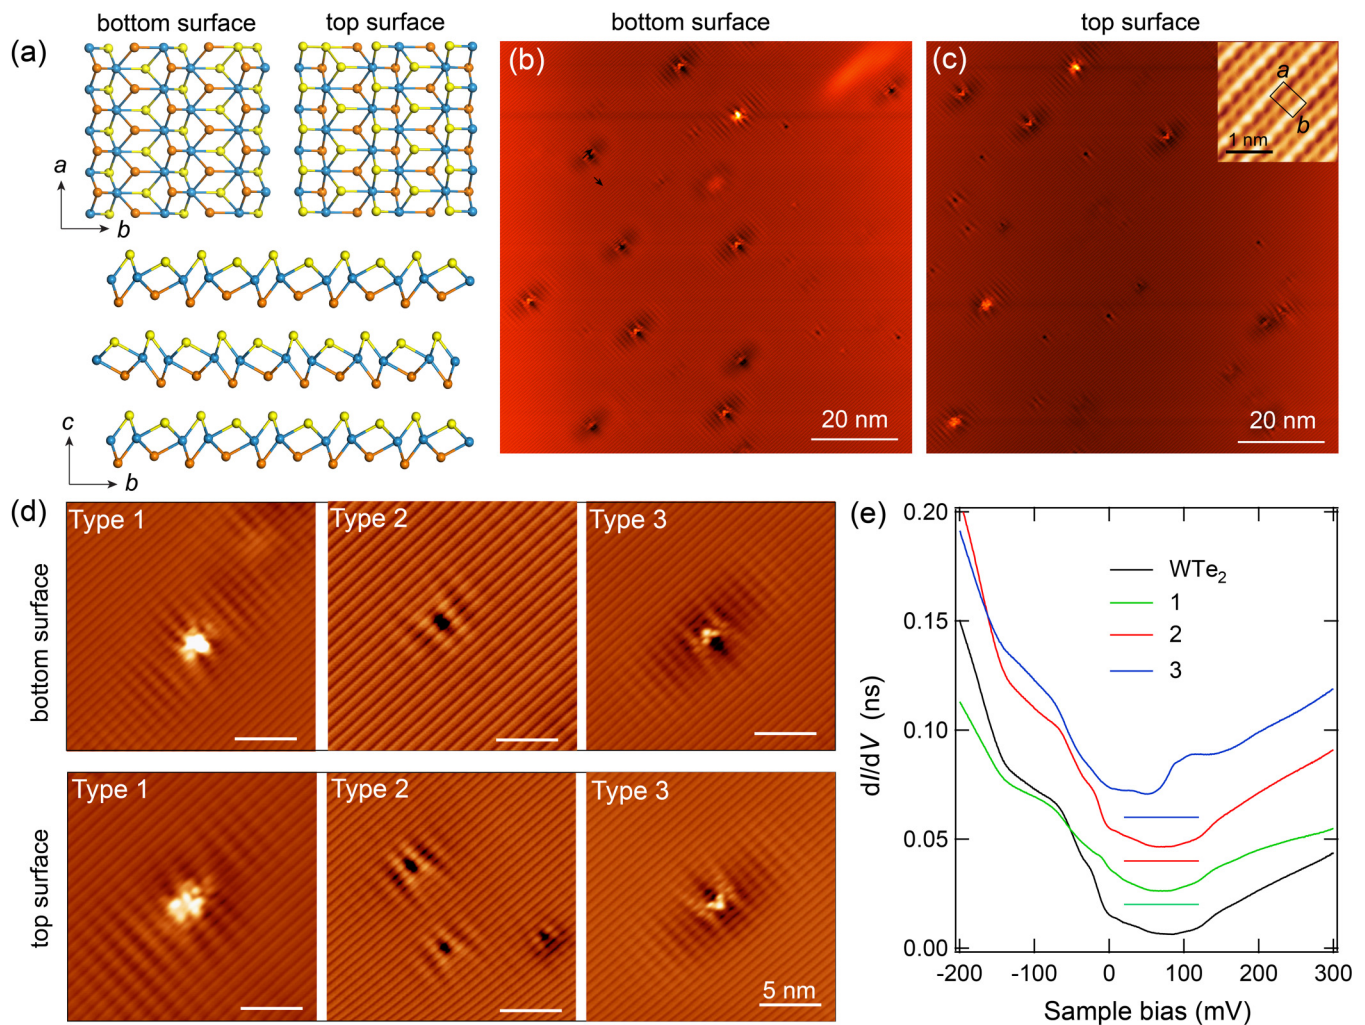 bottom surface
top surface
bottom surface
top surface
(a)
a
b
c
b
(b)
20 nm
(c)
a
b
1 nm
20 nm
(d)
bottom surface
Type 1
Type 2
Type 3
top surface
Type 1
Type 2
Type 3
5 nm
(e)
0.20
0.15
0.10
0.05
0.00
dI/dV (ns)
WTe₂
1
2
3
-200
-100
0
100
200
300
Sample bias (mV)